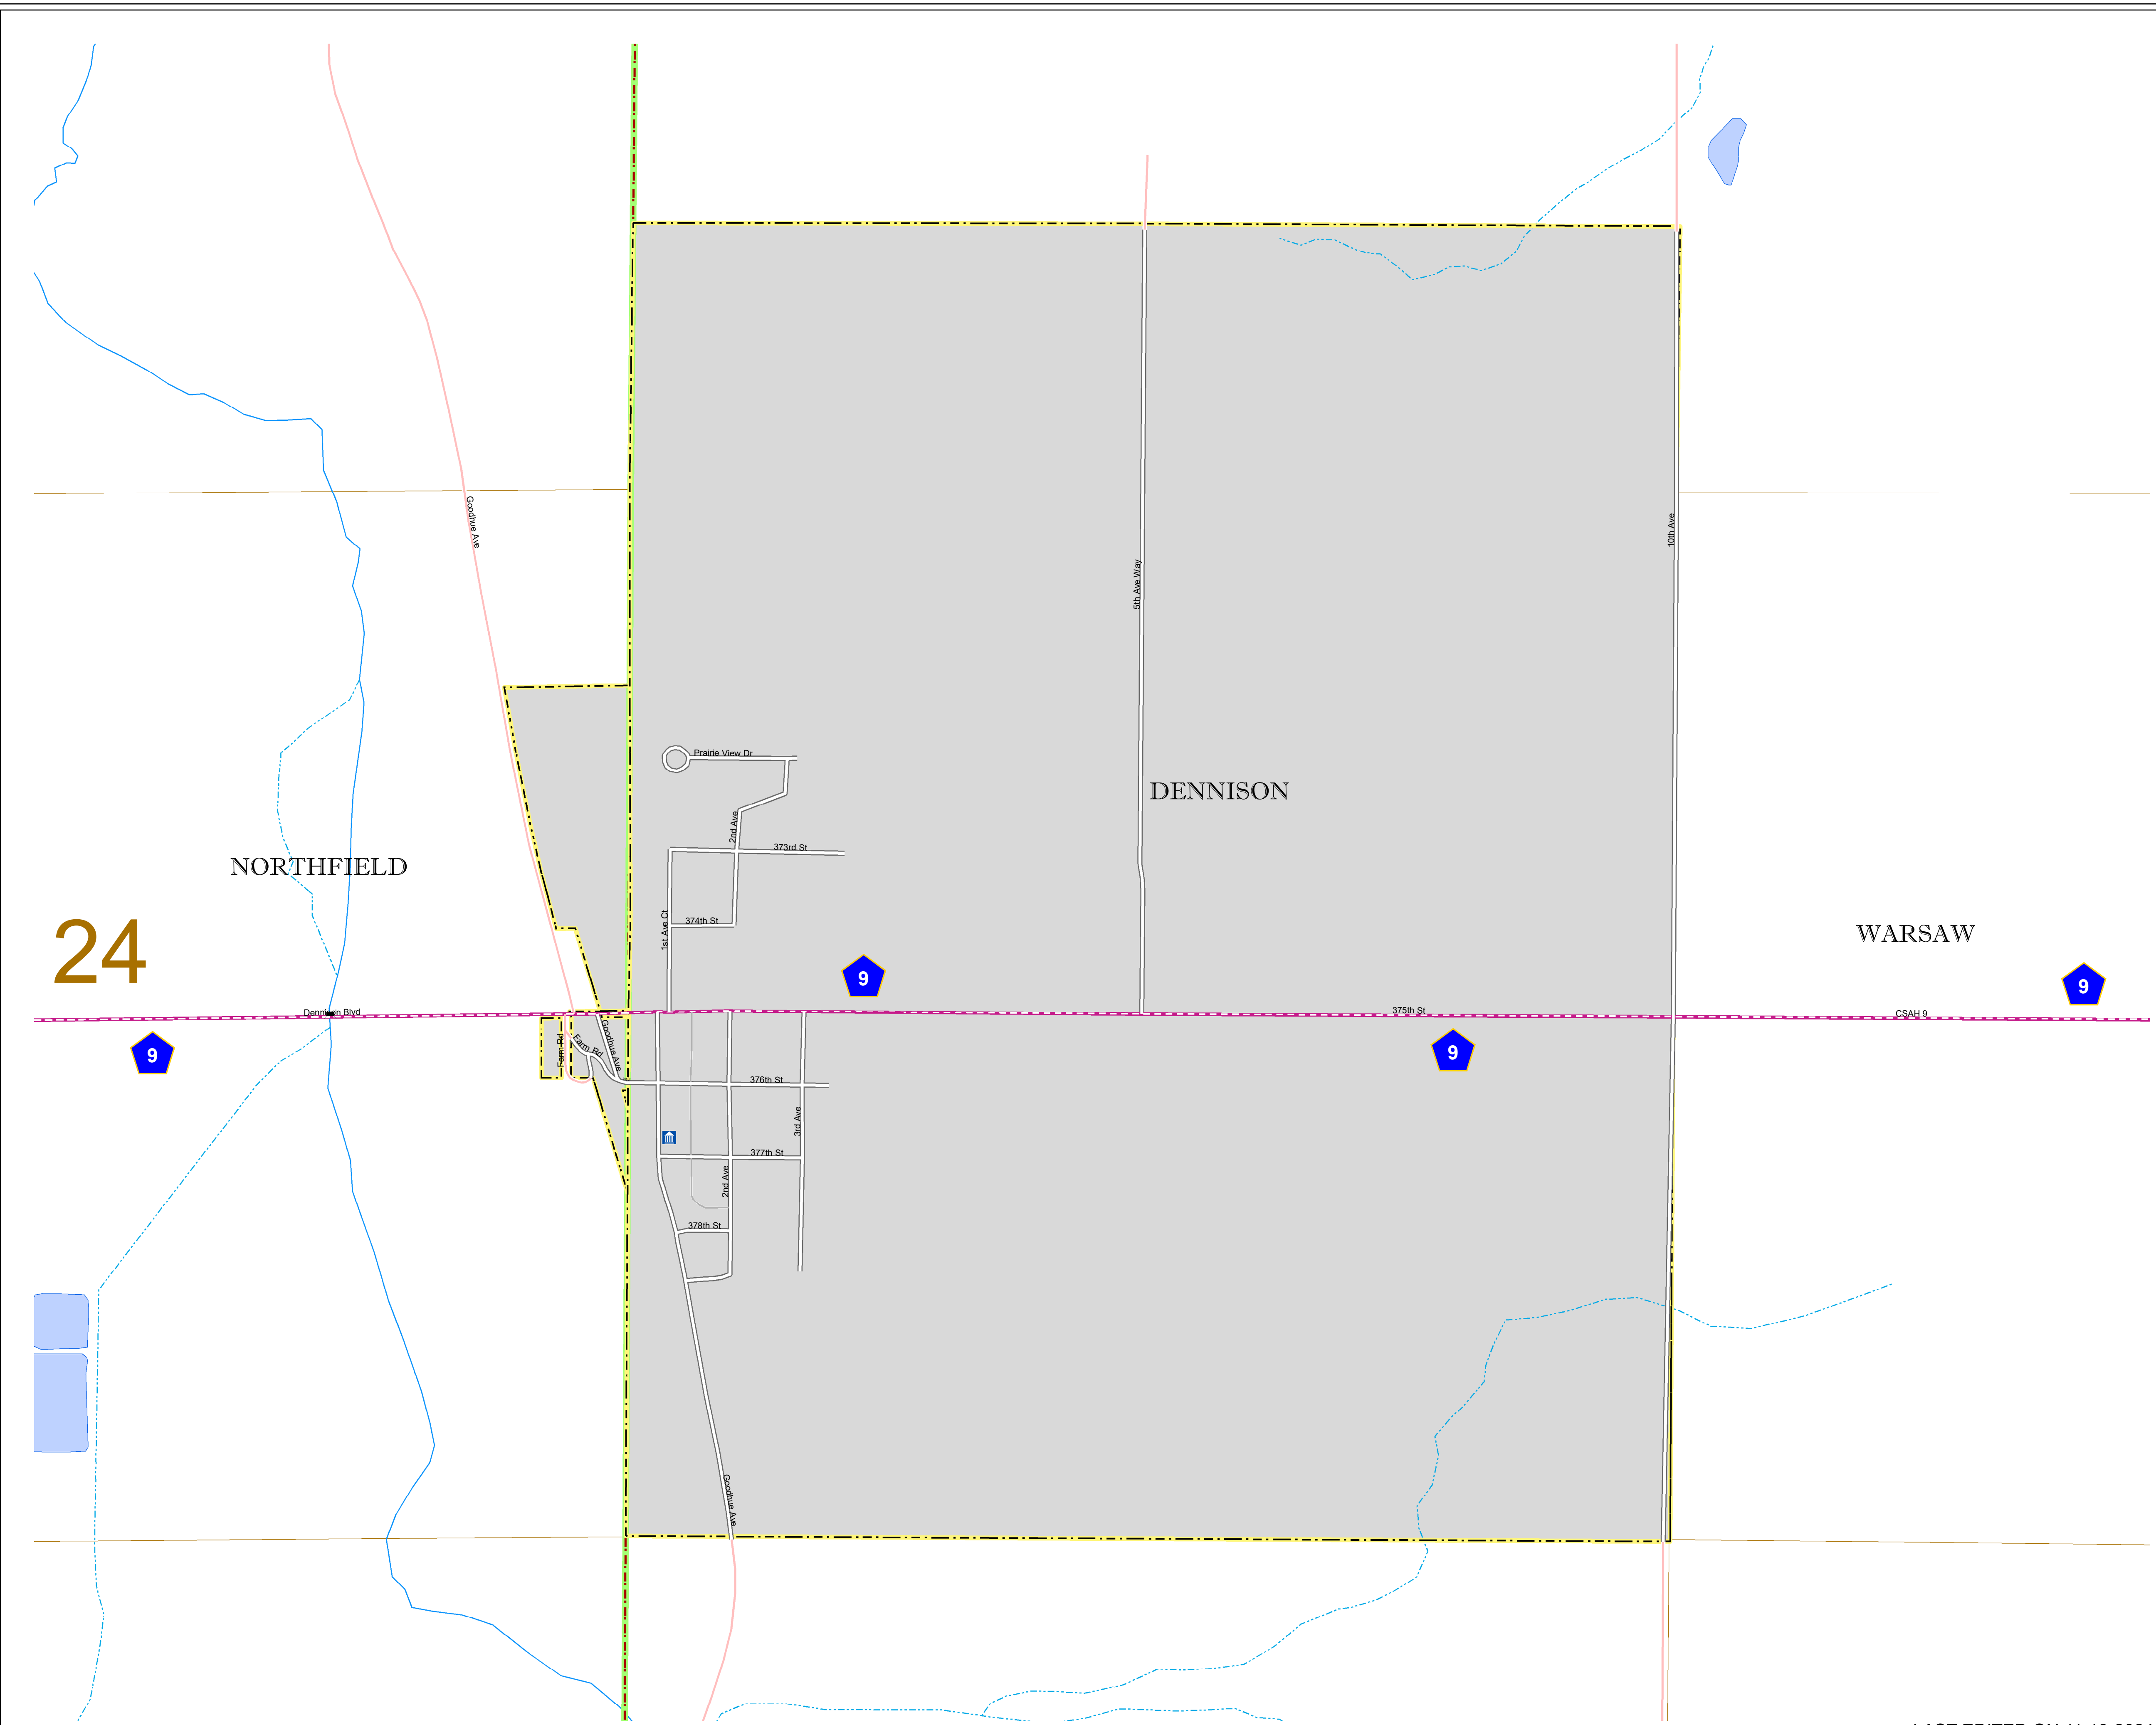 Goodhue Ave
10th Ave
5th Ave Way
Prairie View Dr
DENNISON
2nd Ave
373rd St
NORTHFIELD
374th St
1st Ave Ct
24
WARSAW
9
9
Dennison Blvd
375th St
CSAH 9
9
9
Farm Rd
Farm Rd
Goodhue Ave
376th St
3rd Ave
377th St
2nd Ave
378th St
Goodhue Ave